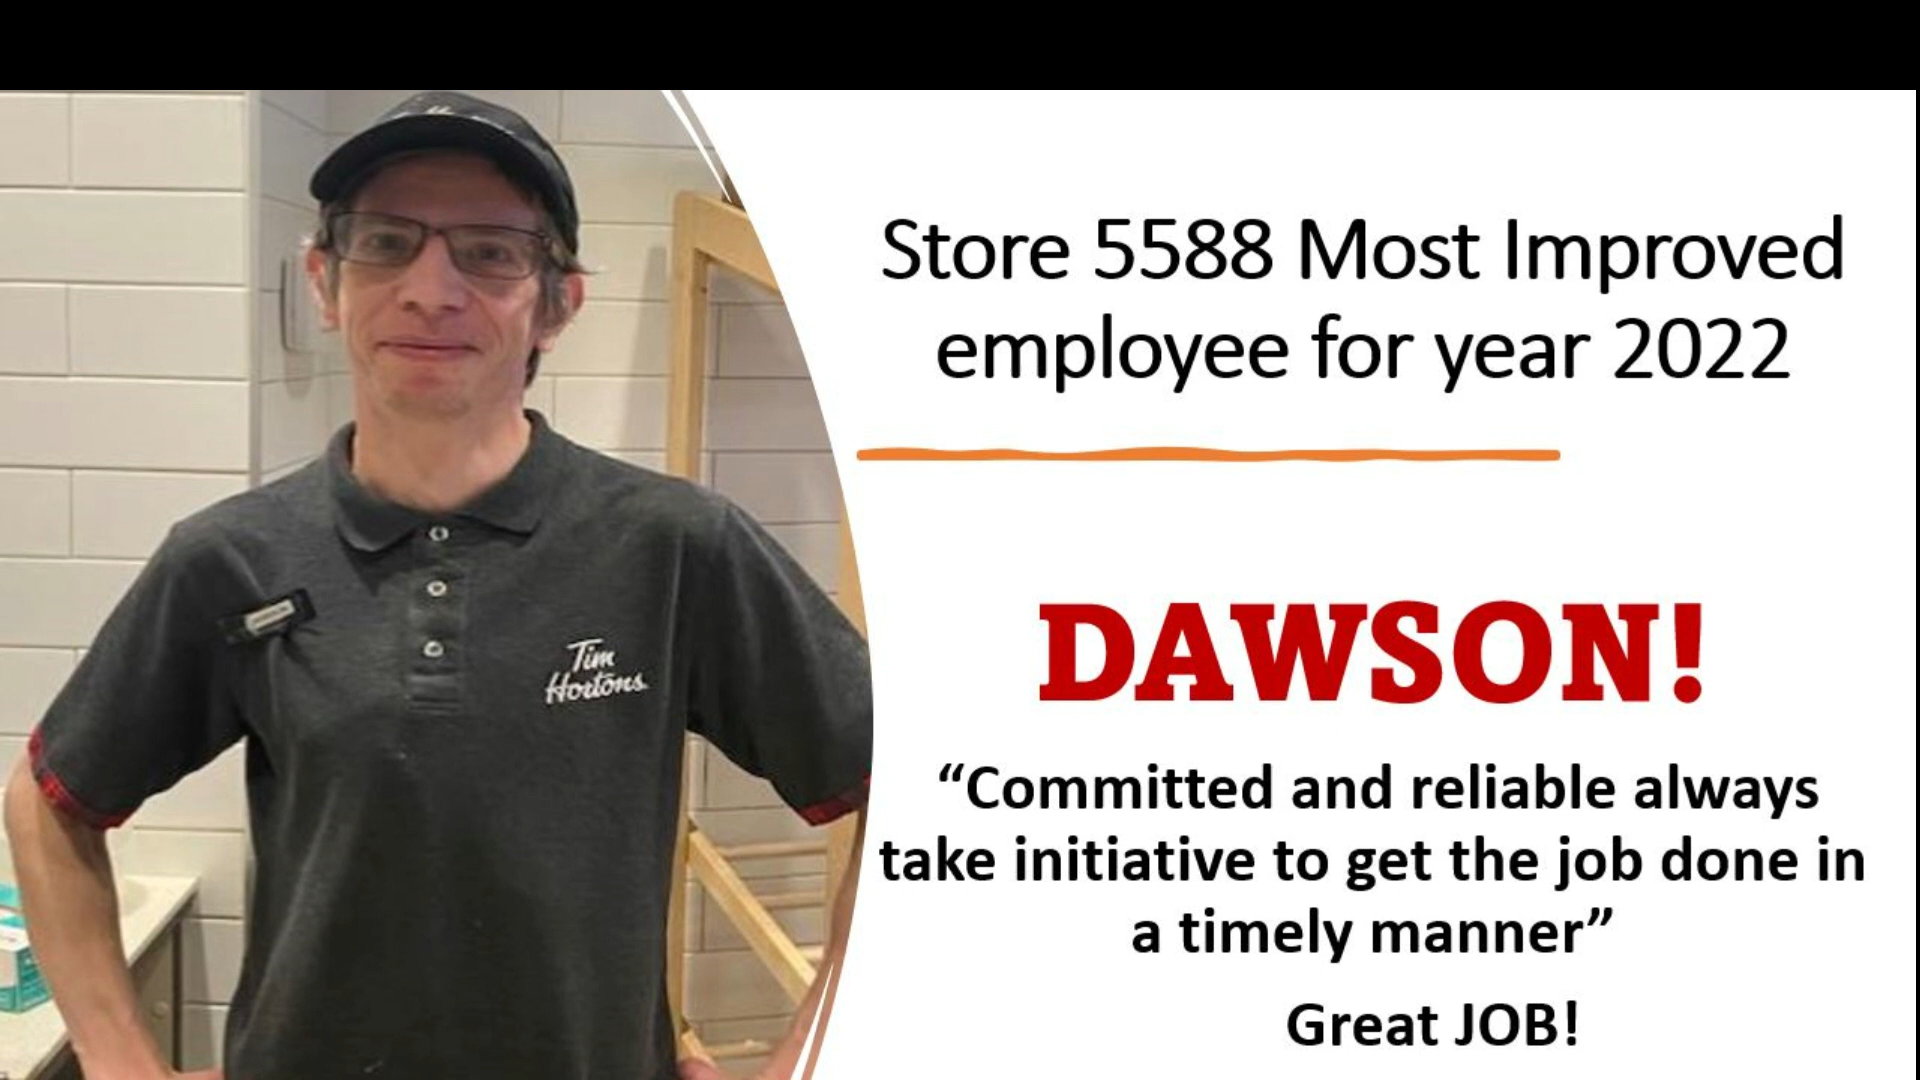 Store 5588 Most Improved
employee for year 2022
DAWSON!
“Committed and reliable always
take initiative to get the job done in
a timely manner”
Great JOB!
Tim
Hortons